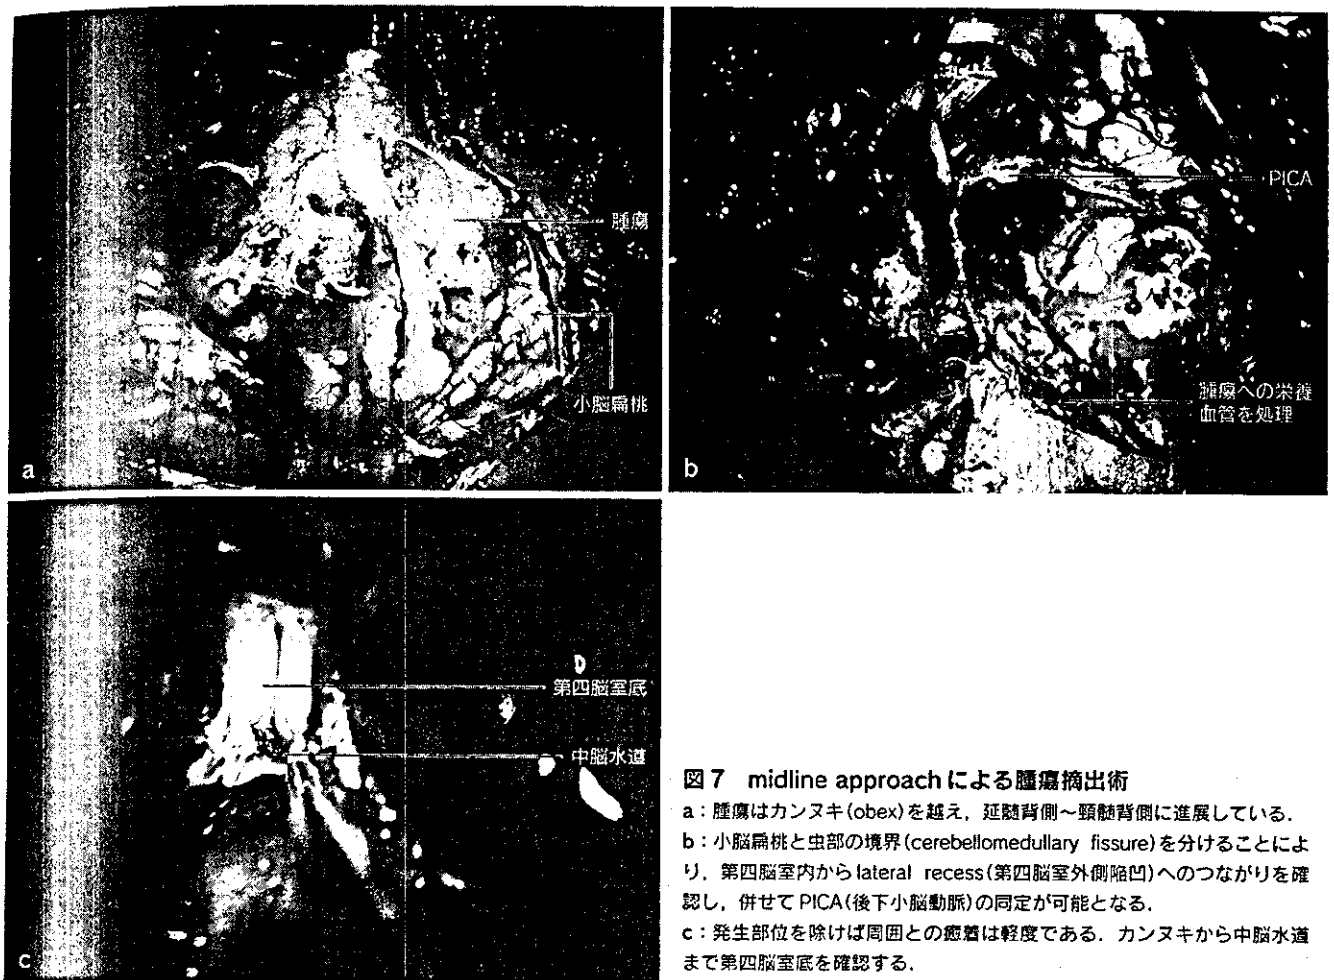 腫瘍
小脳扁桃
a
PICA
腫瘍への栄養
血管を処理
b
第四脳室底
中脳水道
c
図7 midline approachによる腫瘍摘出術
a：腫瘍はカンヌキ(obex)を越え，延髄背側～頸髄背側に進展している．
b：小脳扁桃と虫部の境界(cerebellomedullary fissure)を分けることによ
り，第四脳室内からlateral recess(第四脳室外側陥凹)へのつながりを確
認し，併せてPICA(後下小脳動脈)の同定が可能となる．
c：発生部位を除けば周囲との癒着は軽度である．カンヌキから中脳水道
まで第四脳室底を確認する．